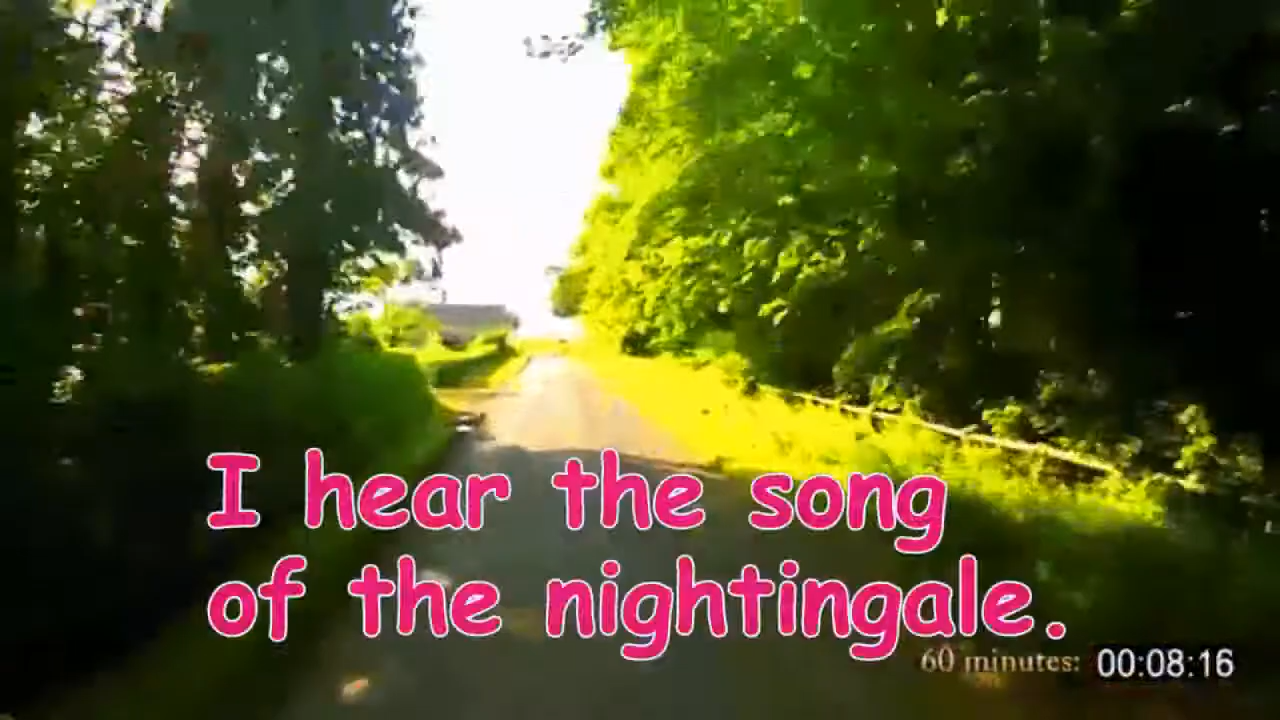 I hear the song
of the nightingale.
60 minutes: 00:08:16